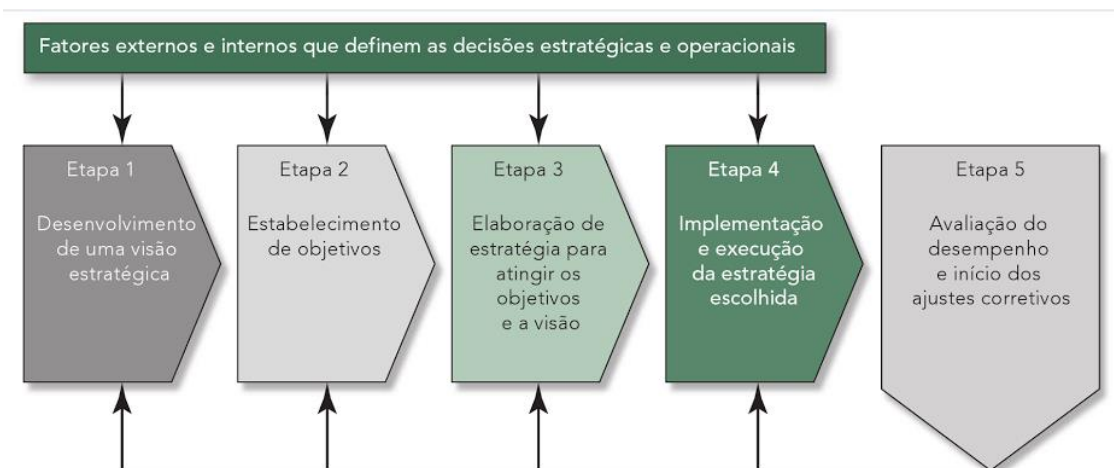 Fatores externos e internos que definem as decisões estratégicas e operacionais
Etapa 1
Desenvolvimento
de uma visão
estratégica
Etapa 2
Estabelecimento
de objetivos
Etapa 3
Elaboração de
estratégia para
atingir os
objetivos
e a visão
Etapa 4
Implementação
e execução
da estratégia
escolhida
Etapa 5
Avaliação do
desempenho
e início dos
ajustes corretivos